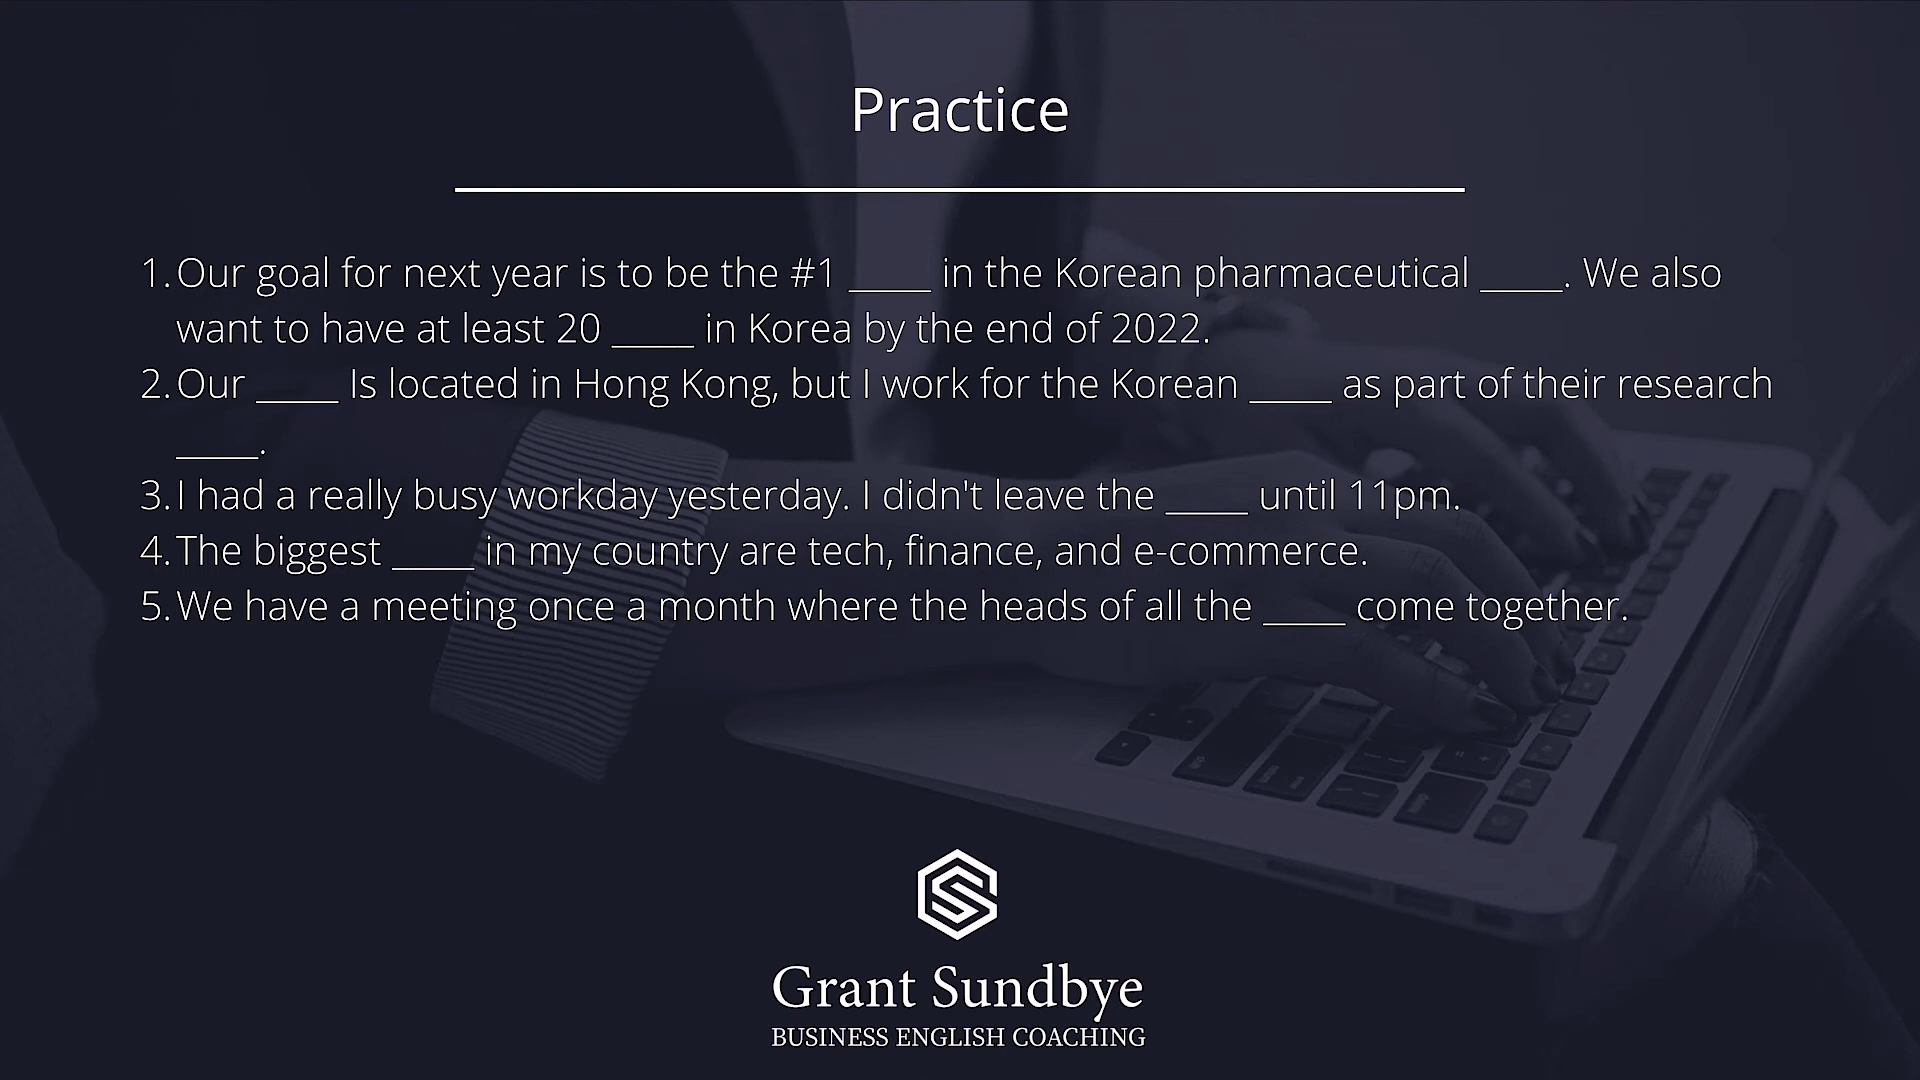 Practice
1. Our goal for next year is to be the #1 _____ in the Korean pharmaceutical _____. We also
want to have at least 20 _____ in Korea by the end of 2022.
2. Our _____ Is located in Hong Kong, but I work for the Korean _____ as part of their research
_____.
3. I had a really busy workday yesterday. I didn't leave the _____ until 11pm.
4. The biggest _____ in my country are tech, finance, and e-commerce.
5. We have a meeting once a month where the heads of all the _____ come together.
Grant Sundbye
BUSINESS ENGLISH COACHING